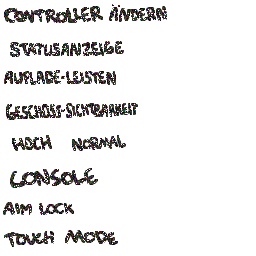 CONTROLLER ÄNDERN
STATUSANZEIGE
AUFLADE-LEISTEN
GESCHOSS-SICHTBARKEIT
HOCH NORMAL
CONSOLE
AIM LOCK
TOUCH MODE